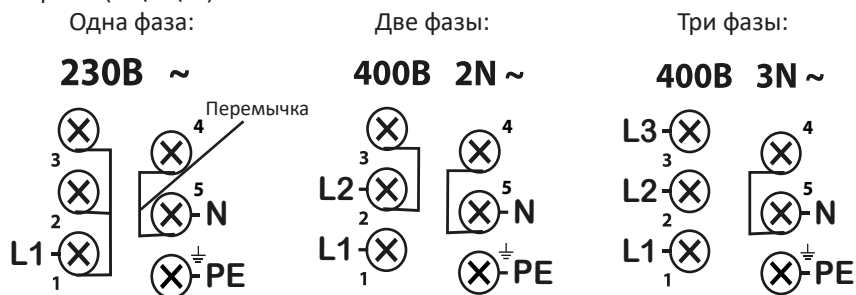 Одна фаза:
Две фазы:
Три фазы:
230В ~
400В 2N ~
400В 3N ~
Перемычка
3
2
L1
1
4
5
N
PE
3
L2
2
L1
1
4
5
N
PE
L3
3
L2
2
L1
1
4
5
N
PE